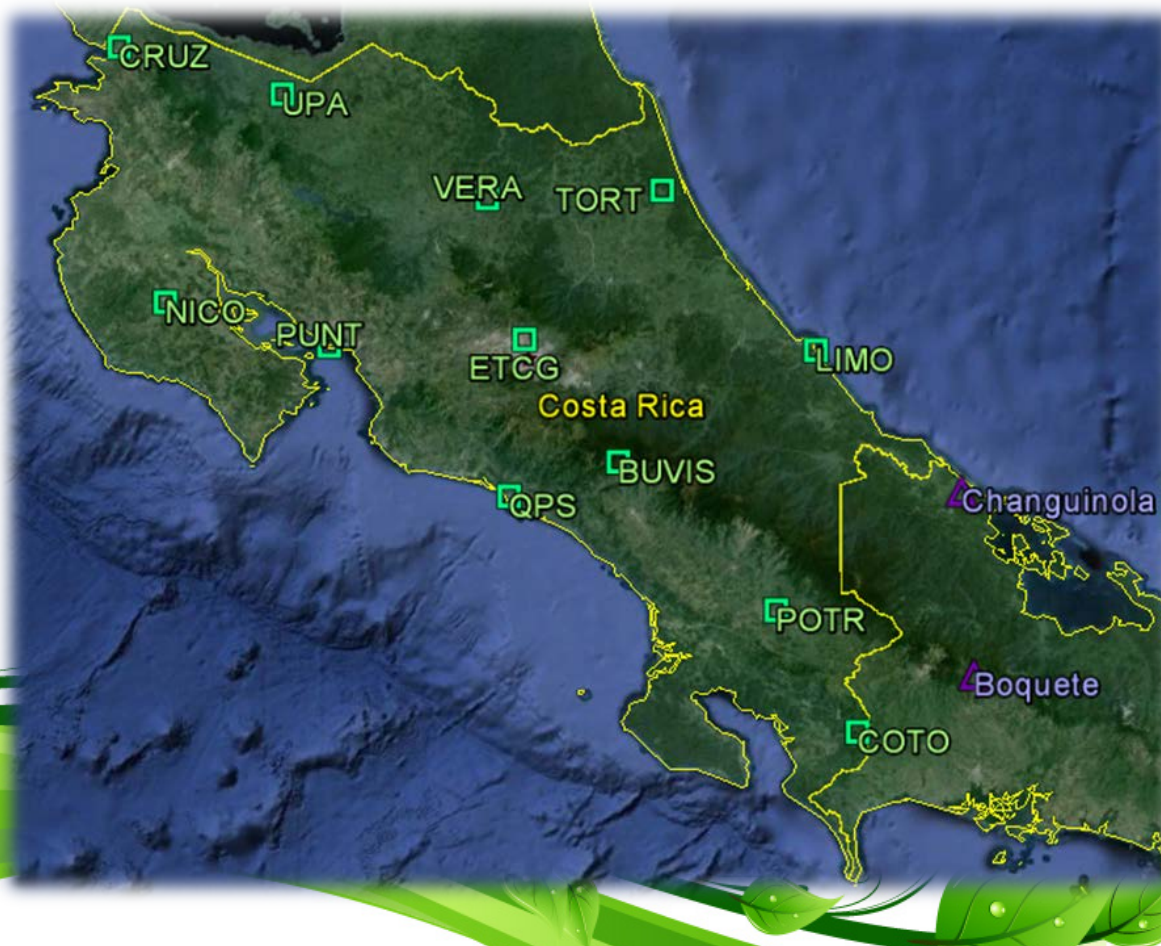 CRUZ
UPA
VERA
TORT
NICO
PUNT
ETCG
LIMO
Costa Rica
BUVIS
QPS
Changuinola
POTR
Boquete
COTO